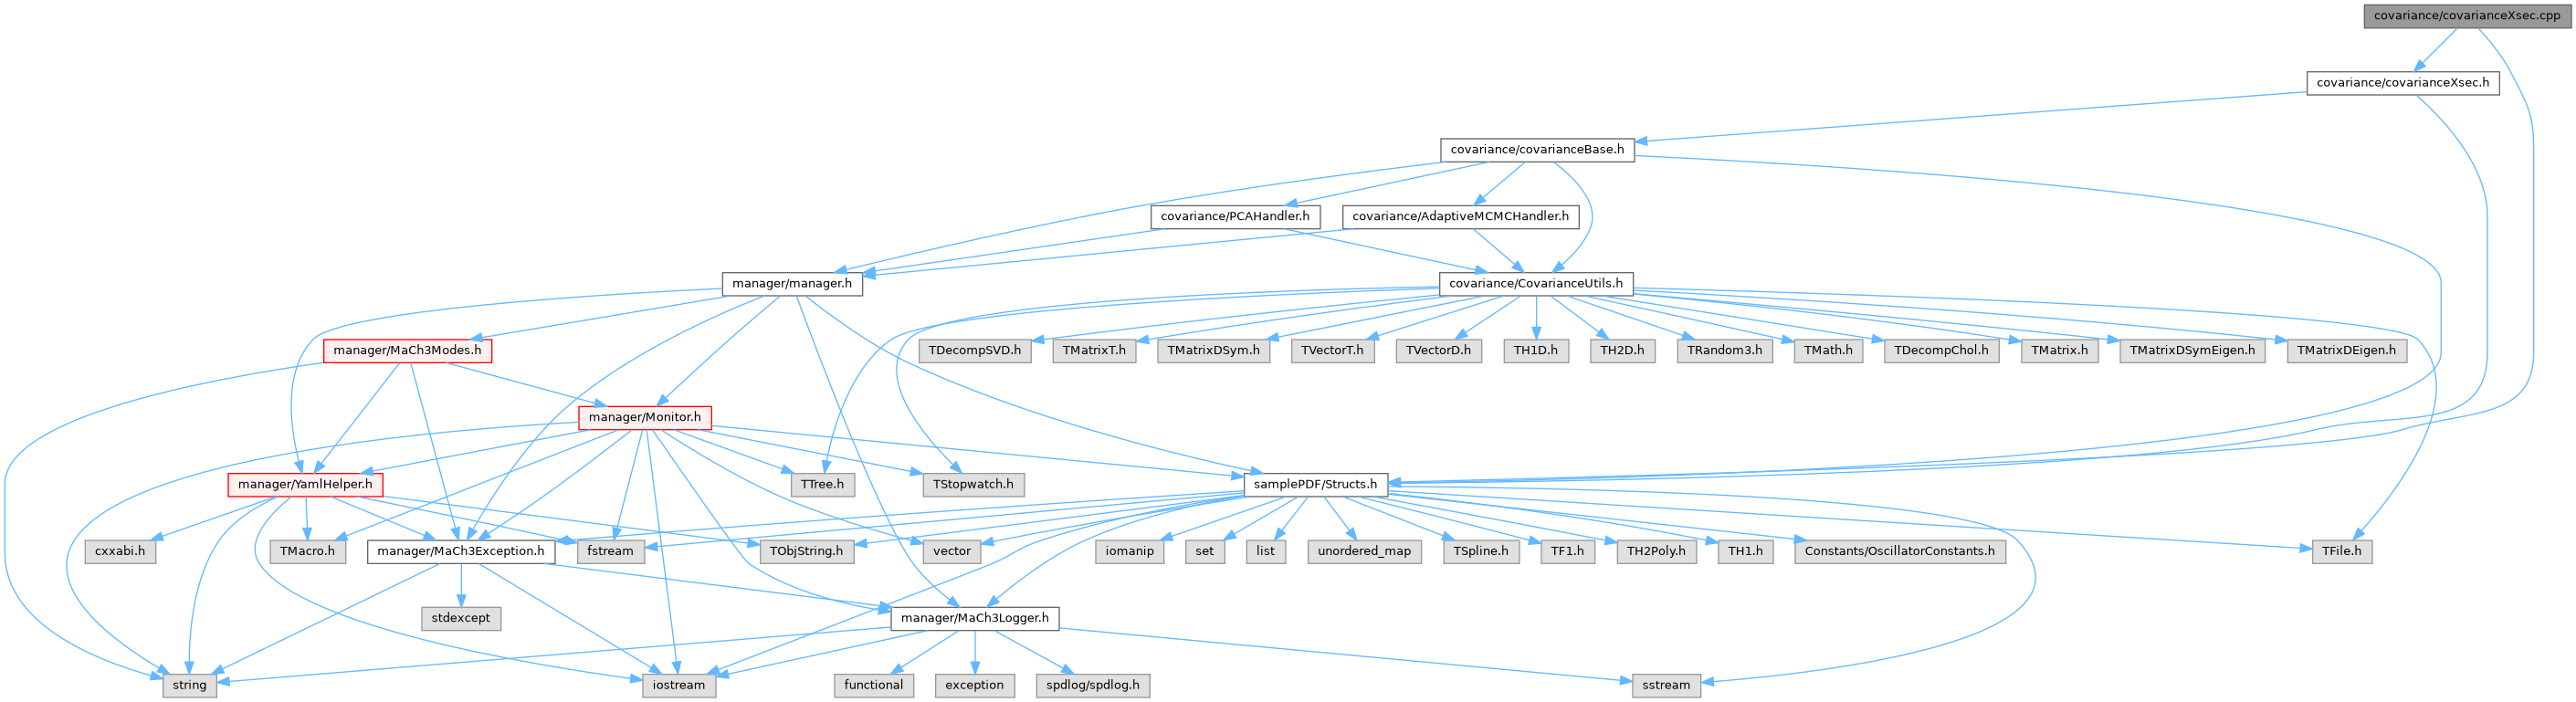 covariance/covarianceXsec.cpp
covariance/covarianceXsec.h
covariance/covarianceBase.h
covariance/PCAHandler.h
covariance/AdaptiveMCMCHandler.h
manager/manager.h
covariance/CovarianceUtils.h
manager/MaCh3Modes.h
TDecompSVD.h
TMatrixT.h
TMatrixDSym.h
TVectorT.h
TVectorD.h
TH1D.h
TH2D.h
TRandom3.h
TMath.h
TDecompChol.h
TMatrix.h
TMatrixDSymEigen.h
TMatrixDEigen.h
manager/Monitor.h
manager/YamlHelper.h
TTree.h
TStopwatch.h
samplePDF/Structs.h
cxxabi.h
TMacro.h
manager/MaCh3Exception.h
fstream
TObjString.h
vector
iomanip
set
list
unordered_map
TSpline.h
TF1.h
TH2Poly.h
TH1.h
Constants/OscillatorConstants.h
TFile.h
stdexcept
manager/MaCh3Logger.h
string
iostream
functional
exception
spdlog/spdlog.h
sstream